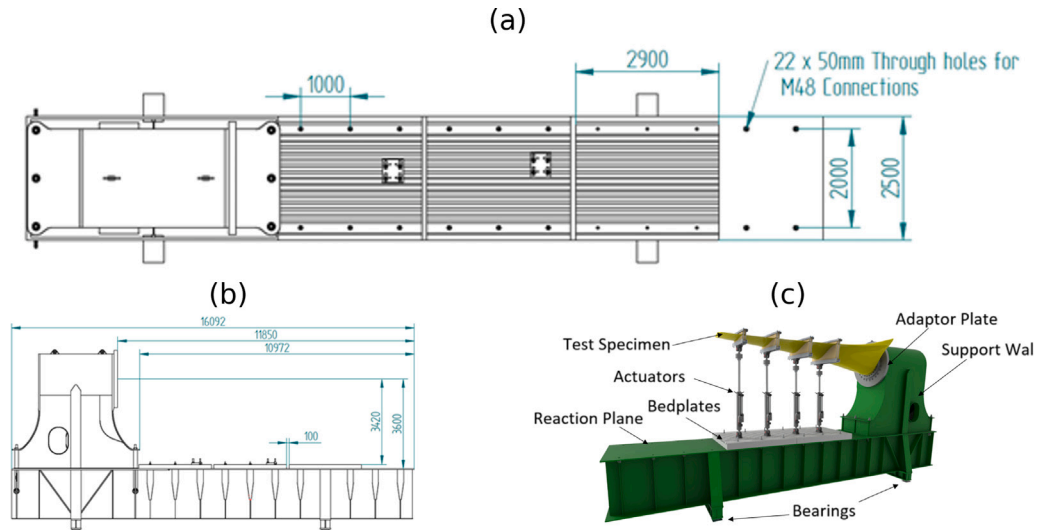 (a)
2900
22 x 50mm Through holes for
M48 Connections
1000
2000
2500
(b)
(c)
16092
11850
10972
3420
3600
100
Test Specimen
Adaptor Plate
Support Wal
Actuators
Bedplates
Reaction Plane
Bearings